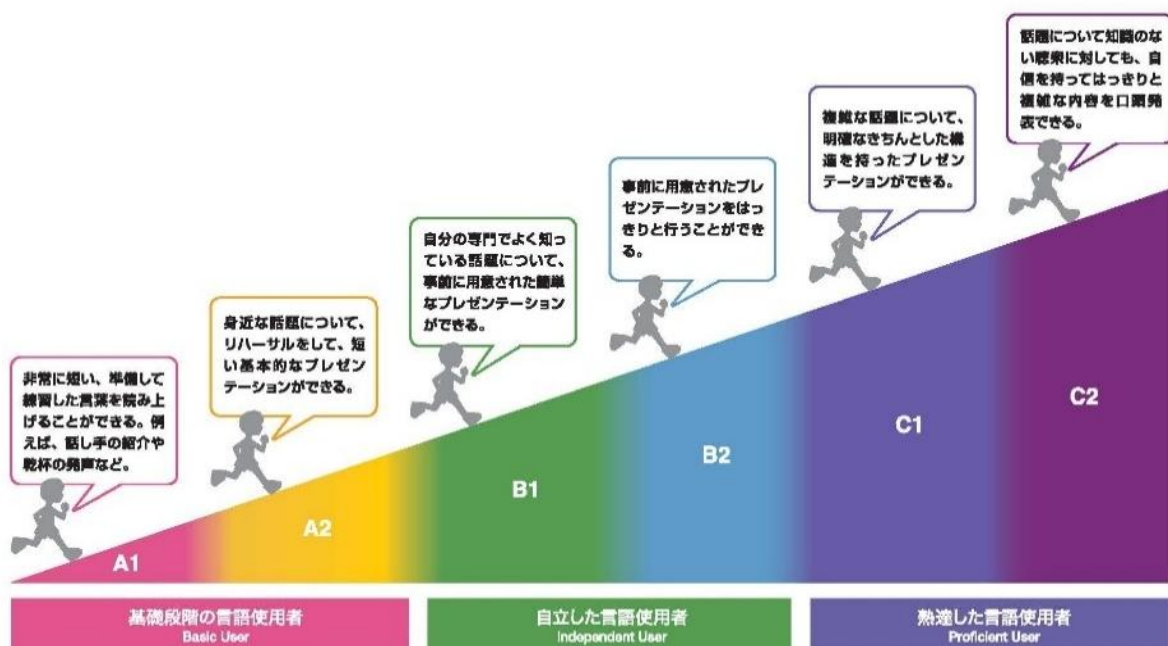 非常に短い、準備して
練習した言葉を読み上
げることができる。例
えば、話し手の紹介や
乾杯の発声など。
身近な話題について、
リハーサルをして、短
い基本的なプレゼン
テーションができる。
自分の専門でよく知っ
ている話題について、
事前に用意された簡単
なプレゼンテーション
ができる。
事前に用意されたプレ
ゼンテーションをはっ
きりと行うことができ
る。
複雑な話題について、
明確なきちんとした構
造を持ったプレゼン
テーションができる。
話題について知識のな
い聴衆に対しても、自
信を持ってはっきりと
複雑な内容を口頭発
表できる。
A1
A2
B1
B2
C1
C2
基礎段階の言語使用者
Basic User
自立した言語使用者
Independent User
熟達した言語使用者
Proficient User